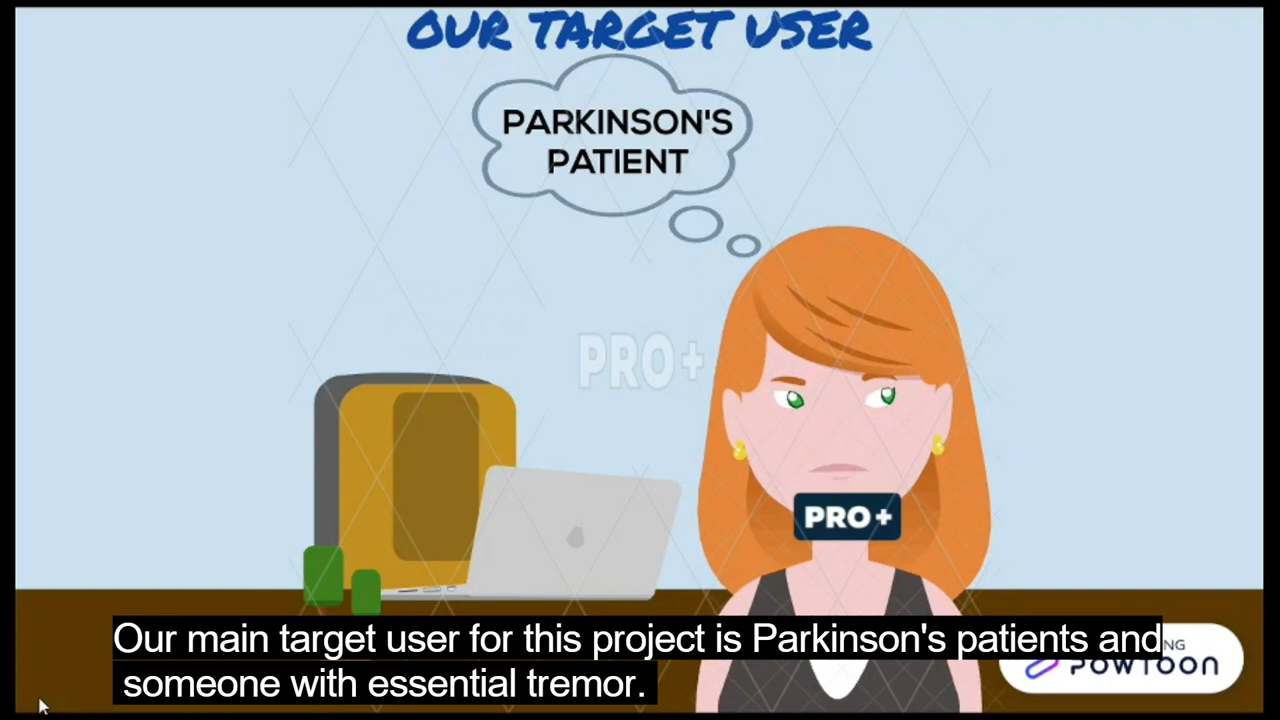 OUR TARGET USER
PARKINSON'S
PATIENT
PRO+
PRO+
Our main target user for this project is Parkinson's patients and
someone with essential tremor.
NG
POWTOON